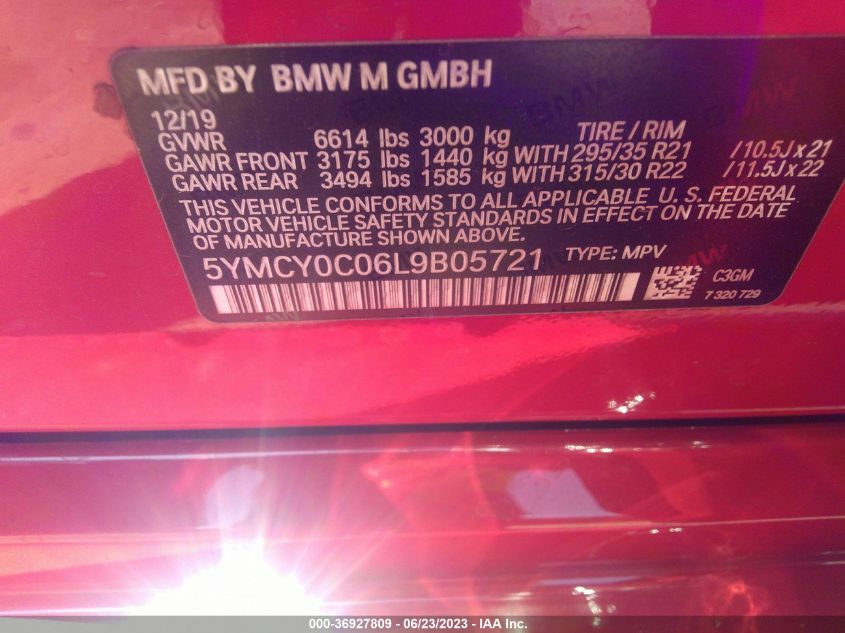 MFD BY BMW M GMBH
12/19
GVWR 6614 lbs 3000 kg TIRE / RIM
GAWR FRONT 3175 lbs 1440 kg WITH 295/35 R21 /10.5J x 21
GAWR REAR 3494 lbs 1585 kg WITH 315/30 R22 /11.5J x 22
THIS VEHICLE CONFORMS TO ALL APPLICABLE U. S. FEDERAL
MOTOR VEHICLE SAFETY STANDARDS IN EFFECT ON THE DATE
OF MANUFACTURE SHOWN ABOVE.
5YMCY0C06L9B05721 TYPE: MPV
C3GM
7 320 729
000-36927809 - 06/23/2023 - © IAA Inc.